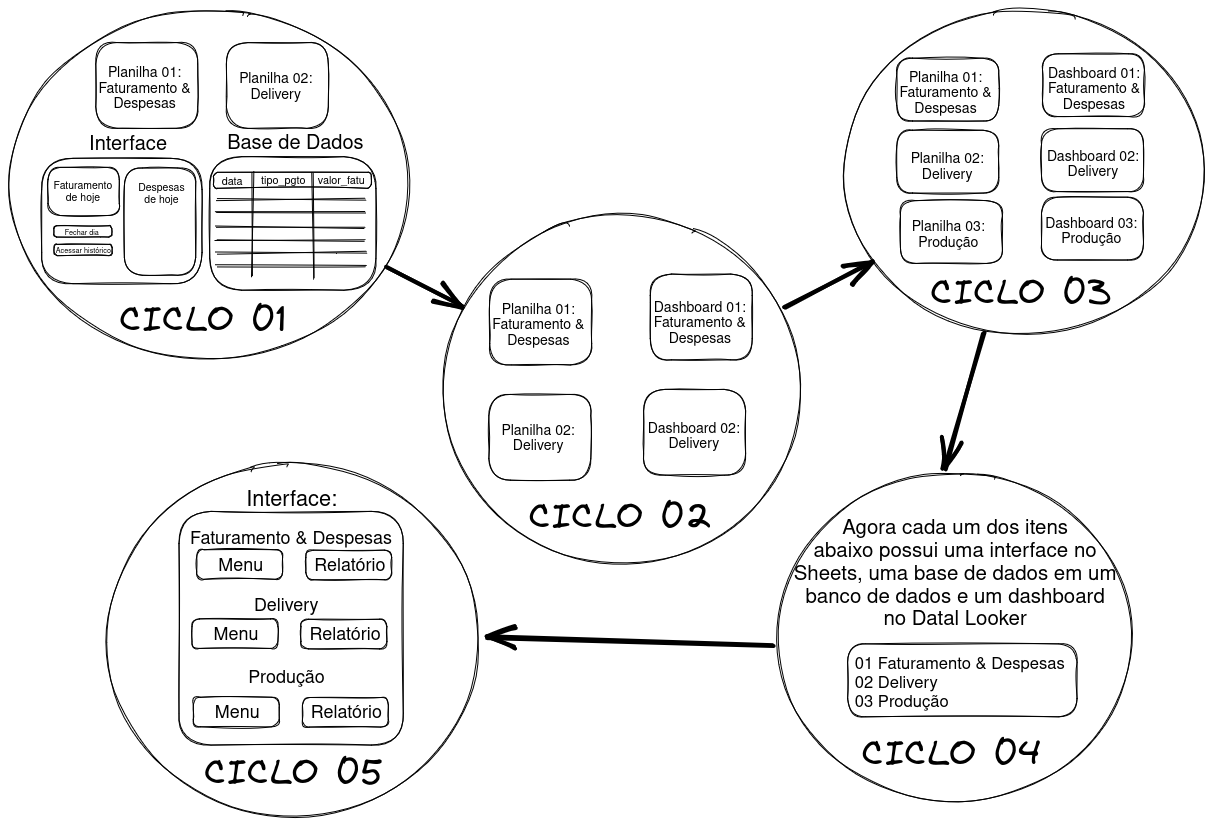 Planilha 01:
Faturamento &
Despesas
Planilha 02:
Delivery
Interface
Base de Dados
Faturamento
de hoje
Fechar dia
Acessar histórico
Despesas
de hoje
data
tipo_pgto
valor_fatu
CICLO 01
Planilha 01:
Faturamento &
Despesas
Dashboard 01:
Faturamento &
Despesas
Planilha 02:
Delivery
Dashboard 02:
Delivery
CICLO 02
Planilha 01:
Faturamento &
Despesas
Dashboard 01:
Faturamento &
Despesas
Planilha 02:
Delivery
Dashboard 02:
Delivery
Planilha 03:
Produção
Dashboard 03:
Produção
CICLO 03
Agora cada um dos itens
abaixo possui uma interface no
Sheets, uma base de dados em um
banco de dados e um dashboard
no Datal Looker
01 Faturamento & Despesas
02 Delivery
03 Produção
CICLO 04
Interface:
Faturamento & Despesas
Menu
Relatório
Delivery
Menu
Relatório
Produção
Menu
Relatório
CICLO 05